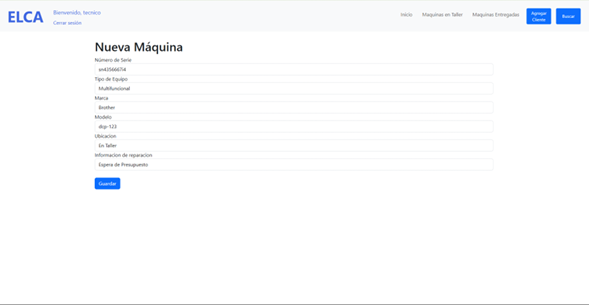 ELCA
Bienvenido, tecnico
Cerrar sesión
Inicio
Maquinas en Taller
Maquinas Entregadas
Agregar
Cliente
Buscar
Nueva Máquina
Número de Serie
Tipo de Equipo
Multifuncional
Marca
Brother
Modelo
dcp-123
Ubicacion
En Taller
Informacion de reparacion
Espera de Presupuesto
Guardar